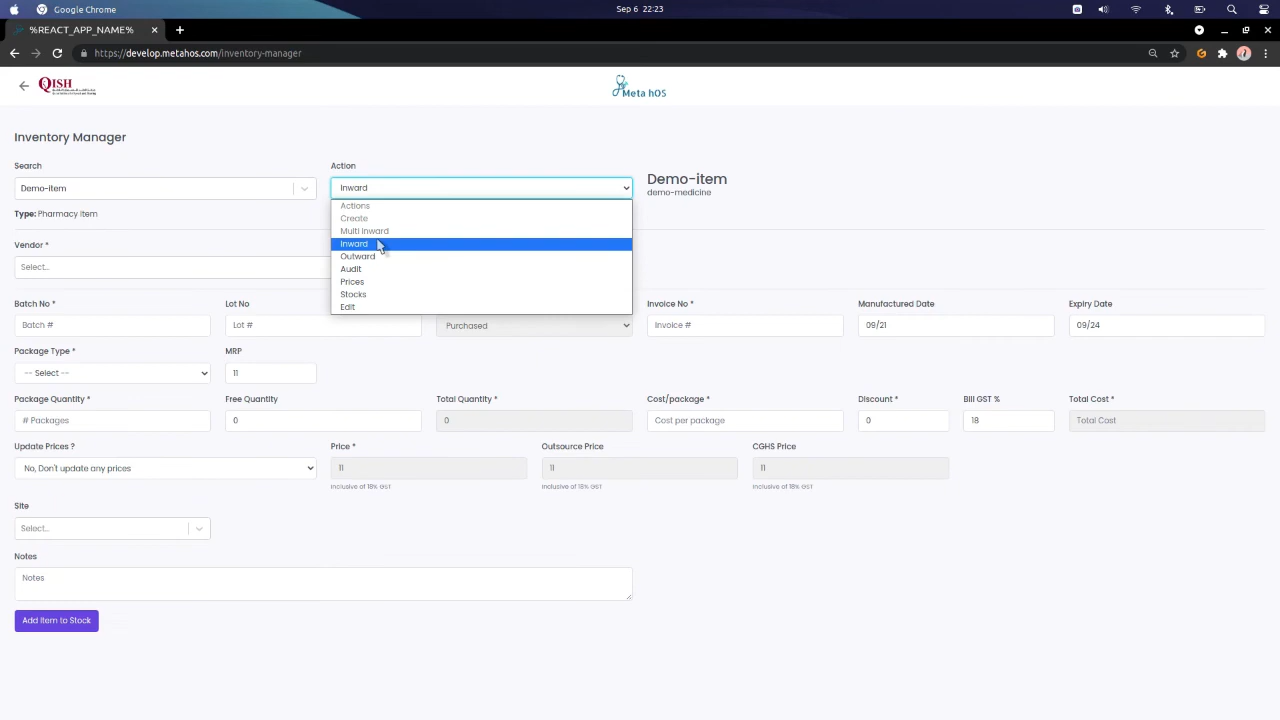 Google Chrome
Sep 6 22:23
%REACT_APP_NAME%
https://develop.metahos.com/inventory-manager
QISH
Meta hOS
Inventory Manager
Search
Action
Demo-item
Inward
Demo-item
demo-medicine
Type: Pharmacy Item
Actions
Create
Multi Inward
Inward
Outward
Audit
Prices
Stocks
Edit
Vendor *
Select...
Batch No *
Lot No
Invoice No *
Manufactured Date
Expiry Date
Batch #
Lot #
Purchased
Invoice #
09/21
09/24
Package Type *
MRP
-- Select --
11
Package Quantity *
Free Quantity
Total Quantity *
Cost/package *
Discount *
Bill GST %
Total Cost *
# Packages
0
0
Cost per package
0
18
Total Cost
Update Prices ?
Price *
Outsource Price
CGHS Price
No, Don't update any prices
11
11
11
Inclusive of 18% GST
Inclusive of 18% GST
Inclusive of 18% GST
Site
Select...
Notes
Notes
Add Item to Stock